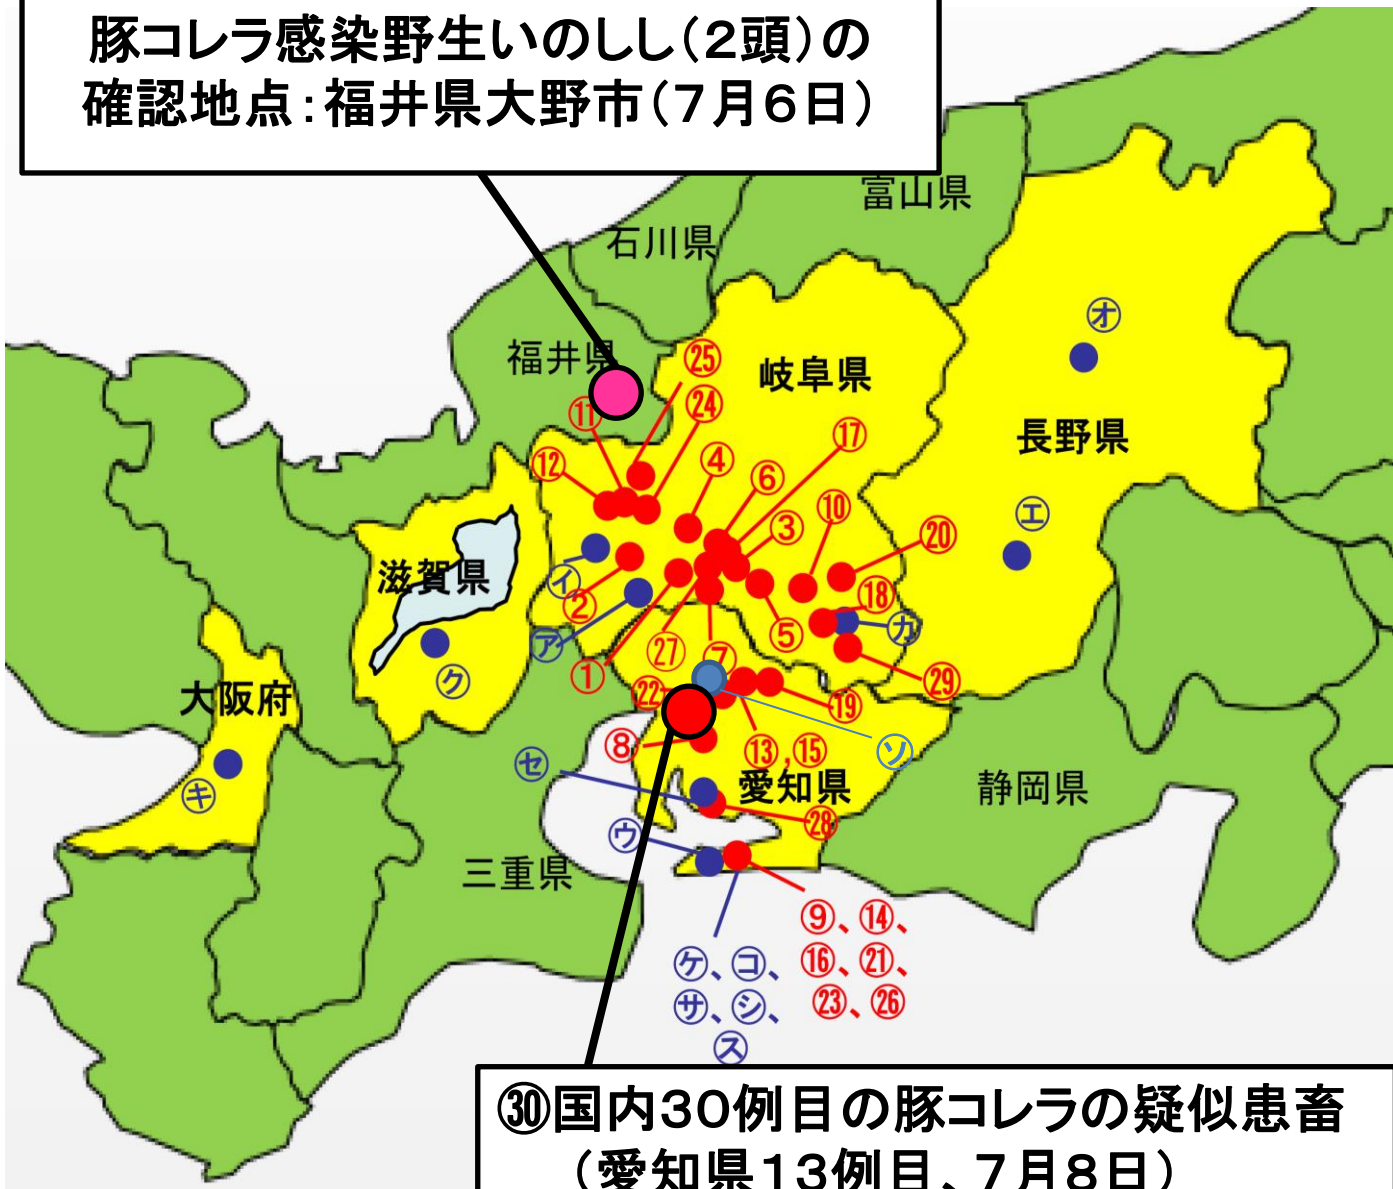 豚コレラ感染野生いのしし(2頭)の
確認地点：福井県大野市(7月6日)
富山県
石川県
福井県
岐阜県
長野県
滋賀県
大阪府
三重県
愛知県
静岡県
㉕
㉔
⑪
⑫
④
⑥
⑰
③
⑩
⑳
⑱
②
①
㉗
⑦
⑤
㉙
㉒
⑲
⑧
⑬,⑮
㉘
㋔
㋓
㋑
㋐
㋕
㋗
㋖
㋝
㋞
㋒
⑨、⑭、
⑯、㉑、
㉓、㉖
㋘、㋙、
㋚、㋛、
㋜
㉚国内30例目の豚コレラの疑似患畜
(愛知県13例目、7月8日)